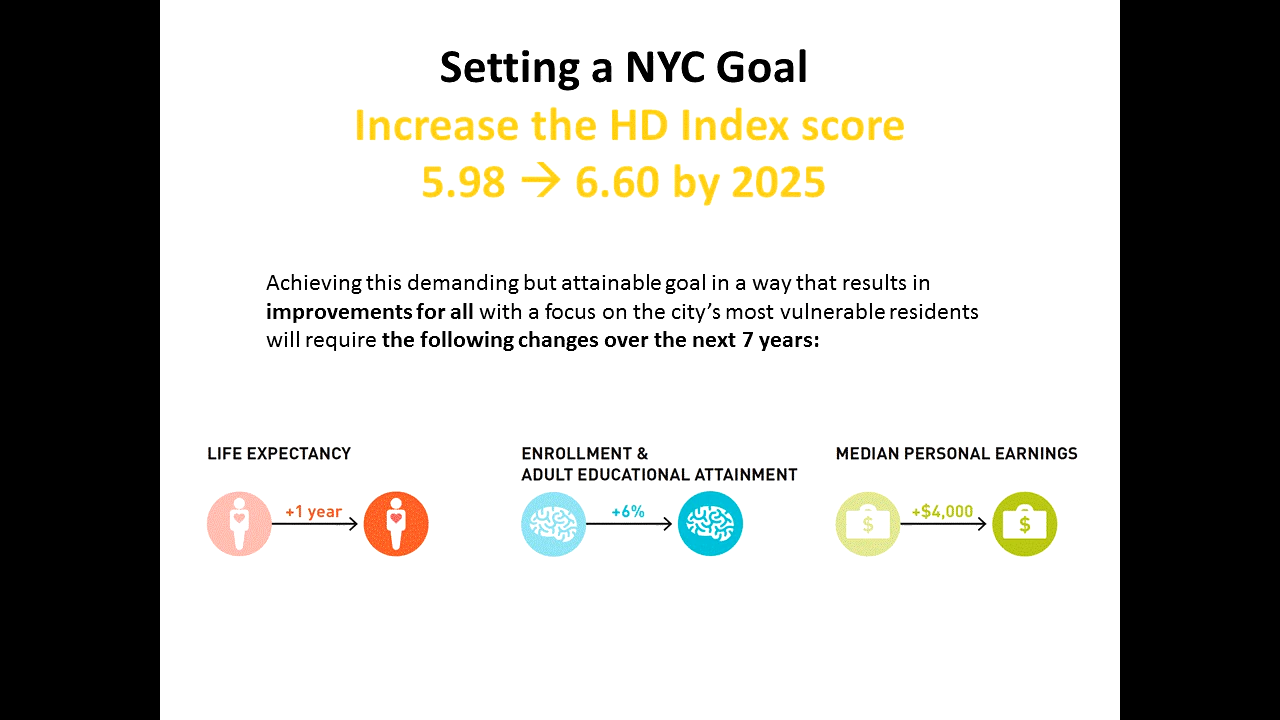 Setting a NYC Goal
Increase the HD Index score
5.98 → 6.60 by 2025
Achieving this demanding but attainable goal in a way that results in
improvements for all with a focus on the city’s most vulnerable residents
will require the following changes over the next 7 years:
LIFE EXPECTANCY
+1 year
ENROLLMENT &
ADULT EDUCATIONAL ATTAINMENT
+6%
MEDIAN PERSONAL EARNINGS
$
+$4,000
$